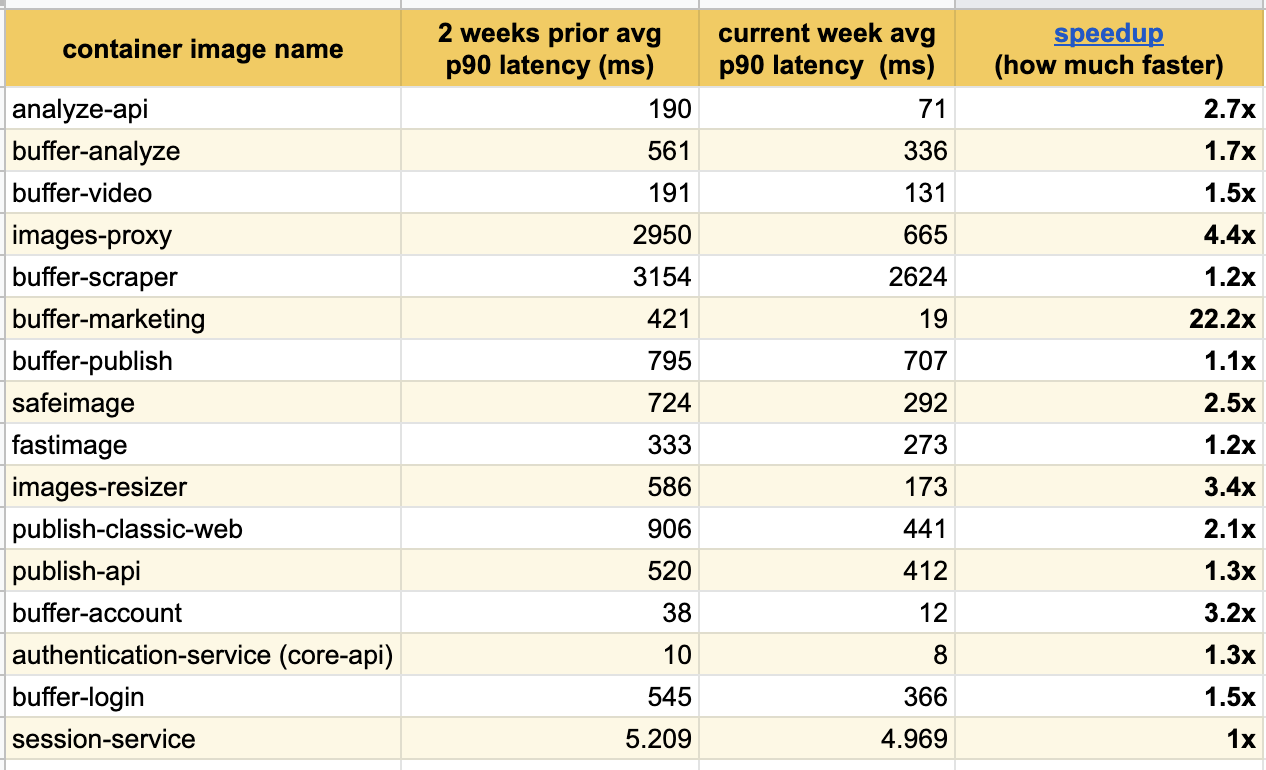 container image name 2 weeks prior avg p90 latency (ms) current week avg p90 latency (ms) speedup (how much faster)
analyze-api 190 71 2.7x
buffer-analyze 561 336 1.7x
buffer-video 191 131 1.5x
images-proxy 2950 665 4.4x
buffer-scraper 3154 2624 1.2x
buffer-marketing 421 19 22.2x
buffer-publish 795 707 1.1x
safeimage 724 292 2.5x
fastimage 333 273 1.2x
images-resizer 586 173 3.4x
publish-classic-web 906 441 2.1x
publish-api 520 412 1.3x
buffer-account 38 12 3.2x
authentication-service (core-api) 10 8 1.3x
buffer-login 545 366 1.5x
session-service 5.209 4.969 1x